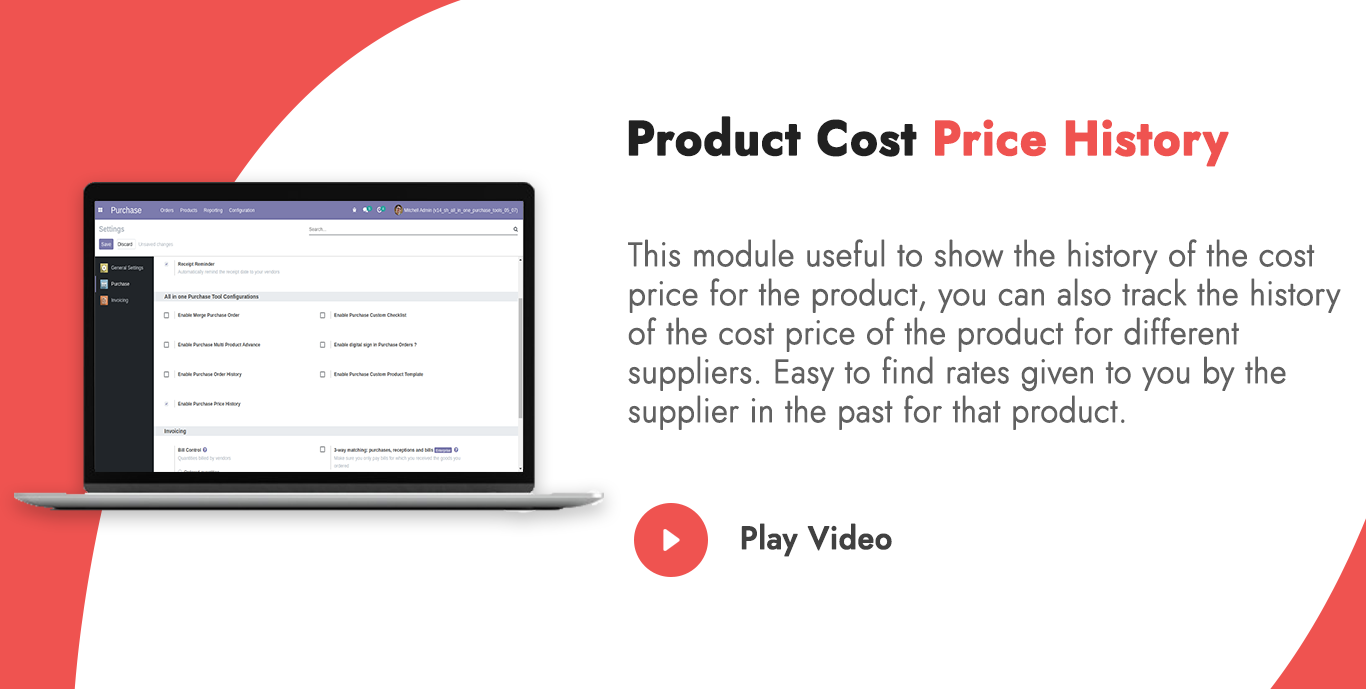 Product Cost Price History
This module useful to show the history of the cost
price for the product, you can also track the history
of the cost price of the product for different
suppliers. Easy to find rates given to you by the
supplier in the past for that product.
Play Video
Purchase Orders Products Reporting Configuration Mitchell Admin (v14_sh_all_in_one_purchase_tools_05_07)
Settings Search...
Save Discard Unsaved changes
General Settings
Purchase
Invoicing
Receipt Reminder
Automatically remind the receipt date to your vendors
All in one Purchase Tool Configurations
Enable Merge Purchase Order
Enable Purchase Custom Checklist
Enable Purchase Multi Product Advance
Enable digital sign in Purchase Orders ?
Enable Purchase Order History
Enable Purchase Custom Product Template
Enable Purchase Price History
Invoicing
Bill Control ?
Quantities billed by vendors
3-way matching: purchases, receptions and bills Enterprise ?
Make sure you only pay bills for which you received the goods you
ordered